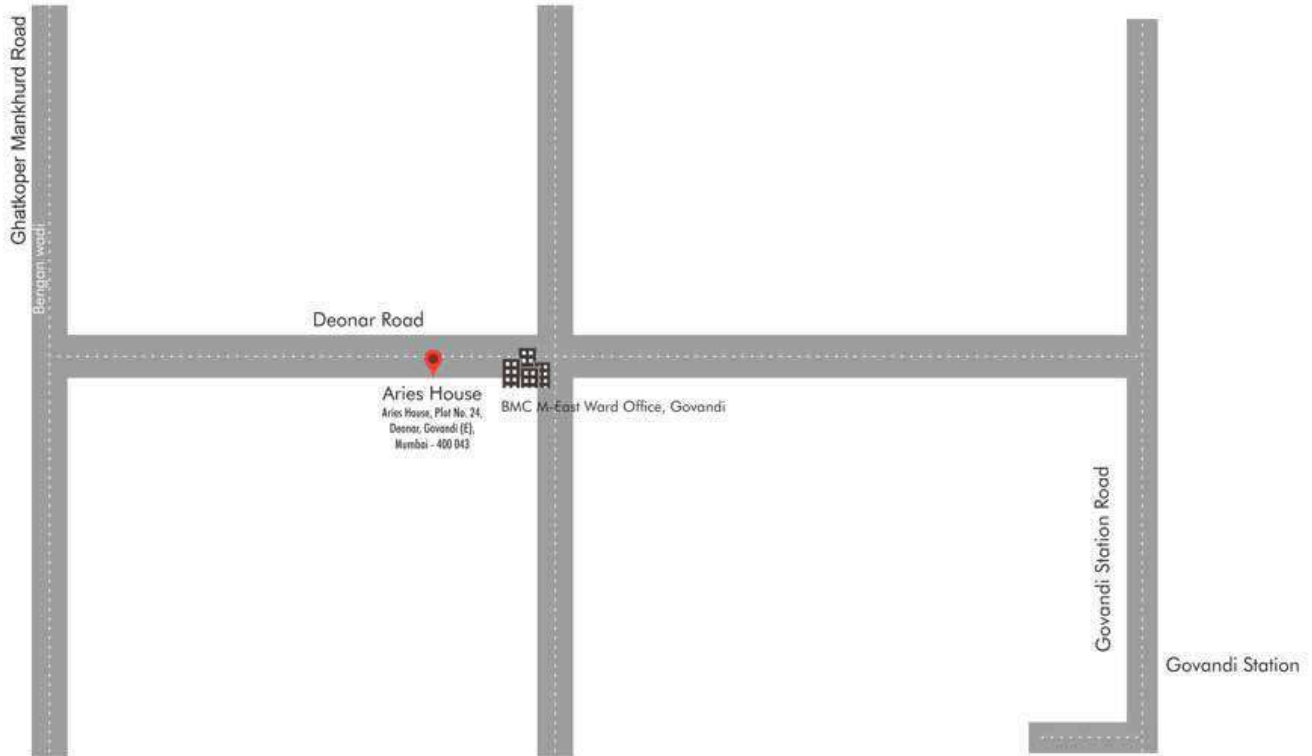 Ghatkoper Mankhurd Road
Bengan wadi
Deonar Road
Aries House
Aries House, Plot No. 24,
Deonar, Govandi (E),
Mumbai - 400 043
BMC M-East Ward Office, Govandi
Govandi Station Road
Govandi Station